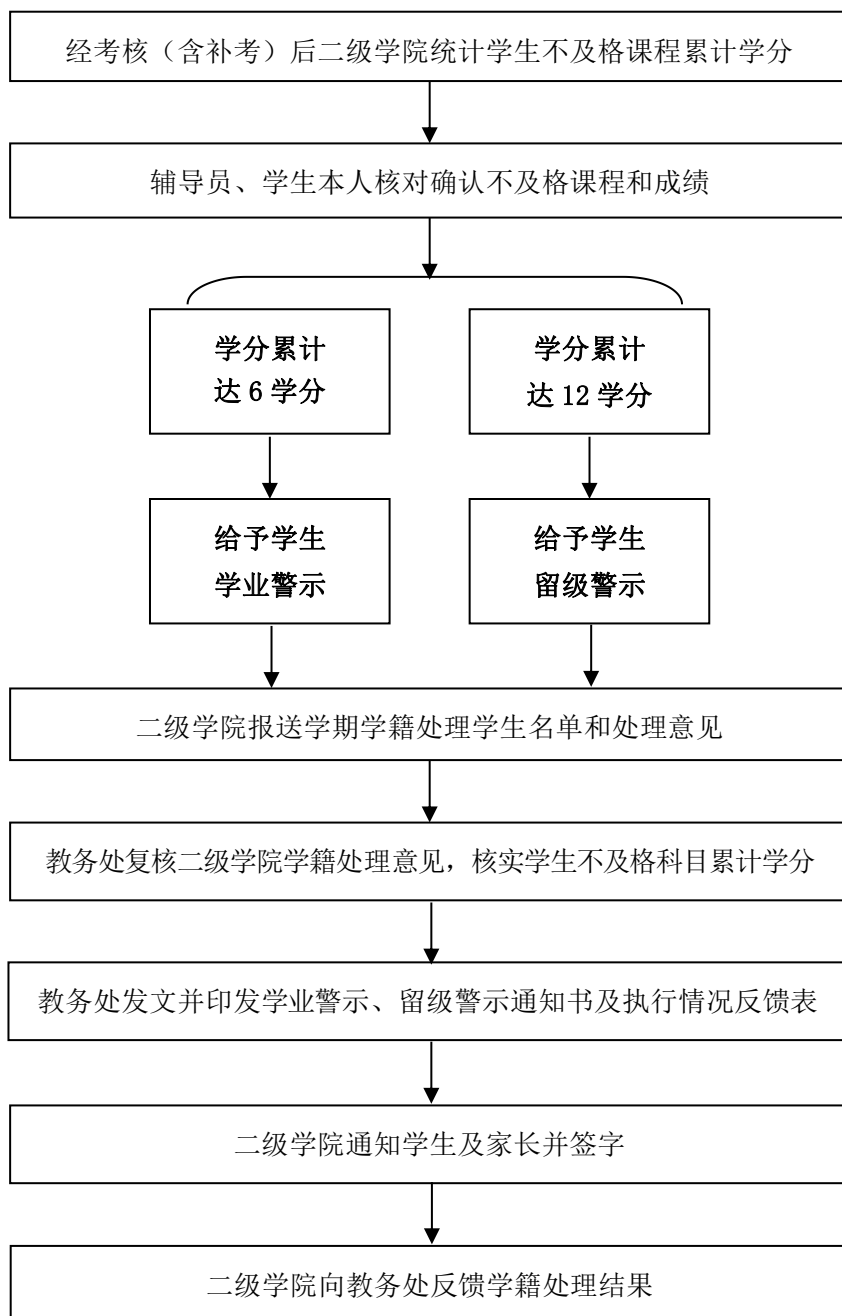 经考核（含补考）后二级学院统计学生不及格课程累计学分
辅导员、学生本人核对确认不及格课程和成绩
学分累计
达 6 学分
学分累计
达 12 学分
给予学生
学业警示
给予学生
留级警示
二级学院报送学期学籍处理学生名单和处理意见
教务处复核二级学院学籍处理意见，核实学生不及格科目累计学分
教务处发文并印发学业警示、留级警示通知书及执行情况反馈表
二级学院通知学生及家长并签字
二级学院向教务处反馈学籍处理结果